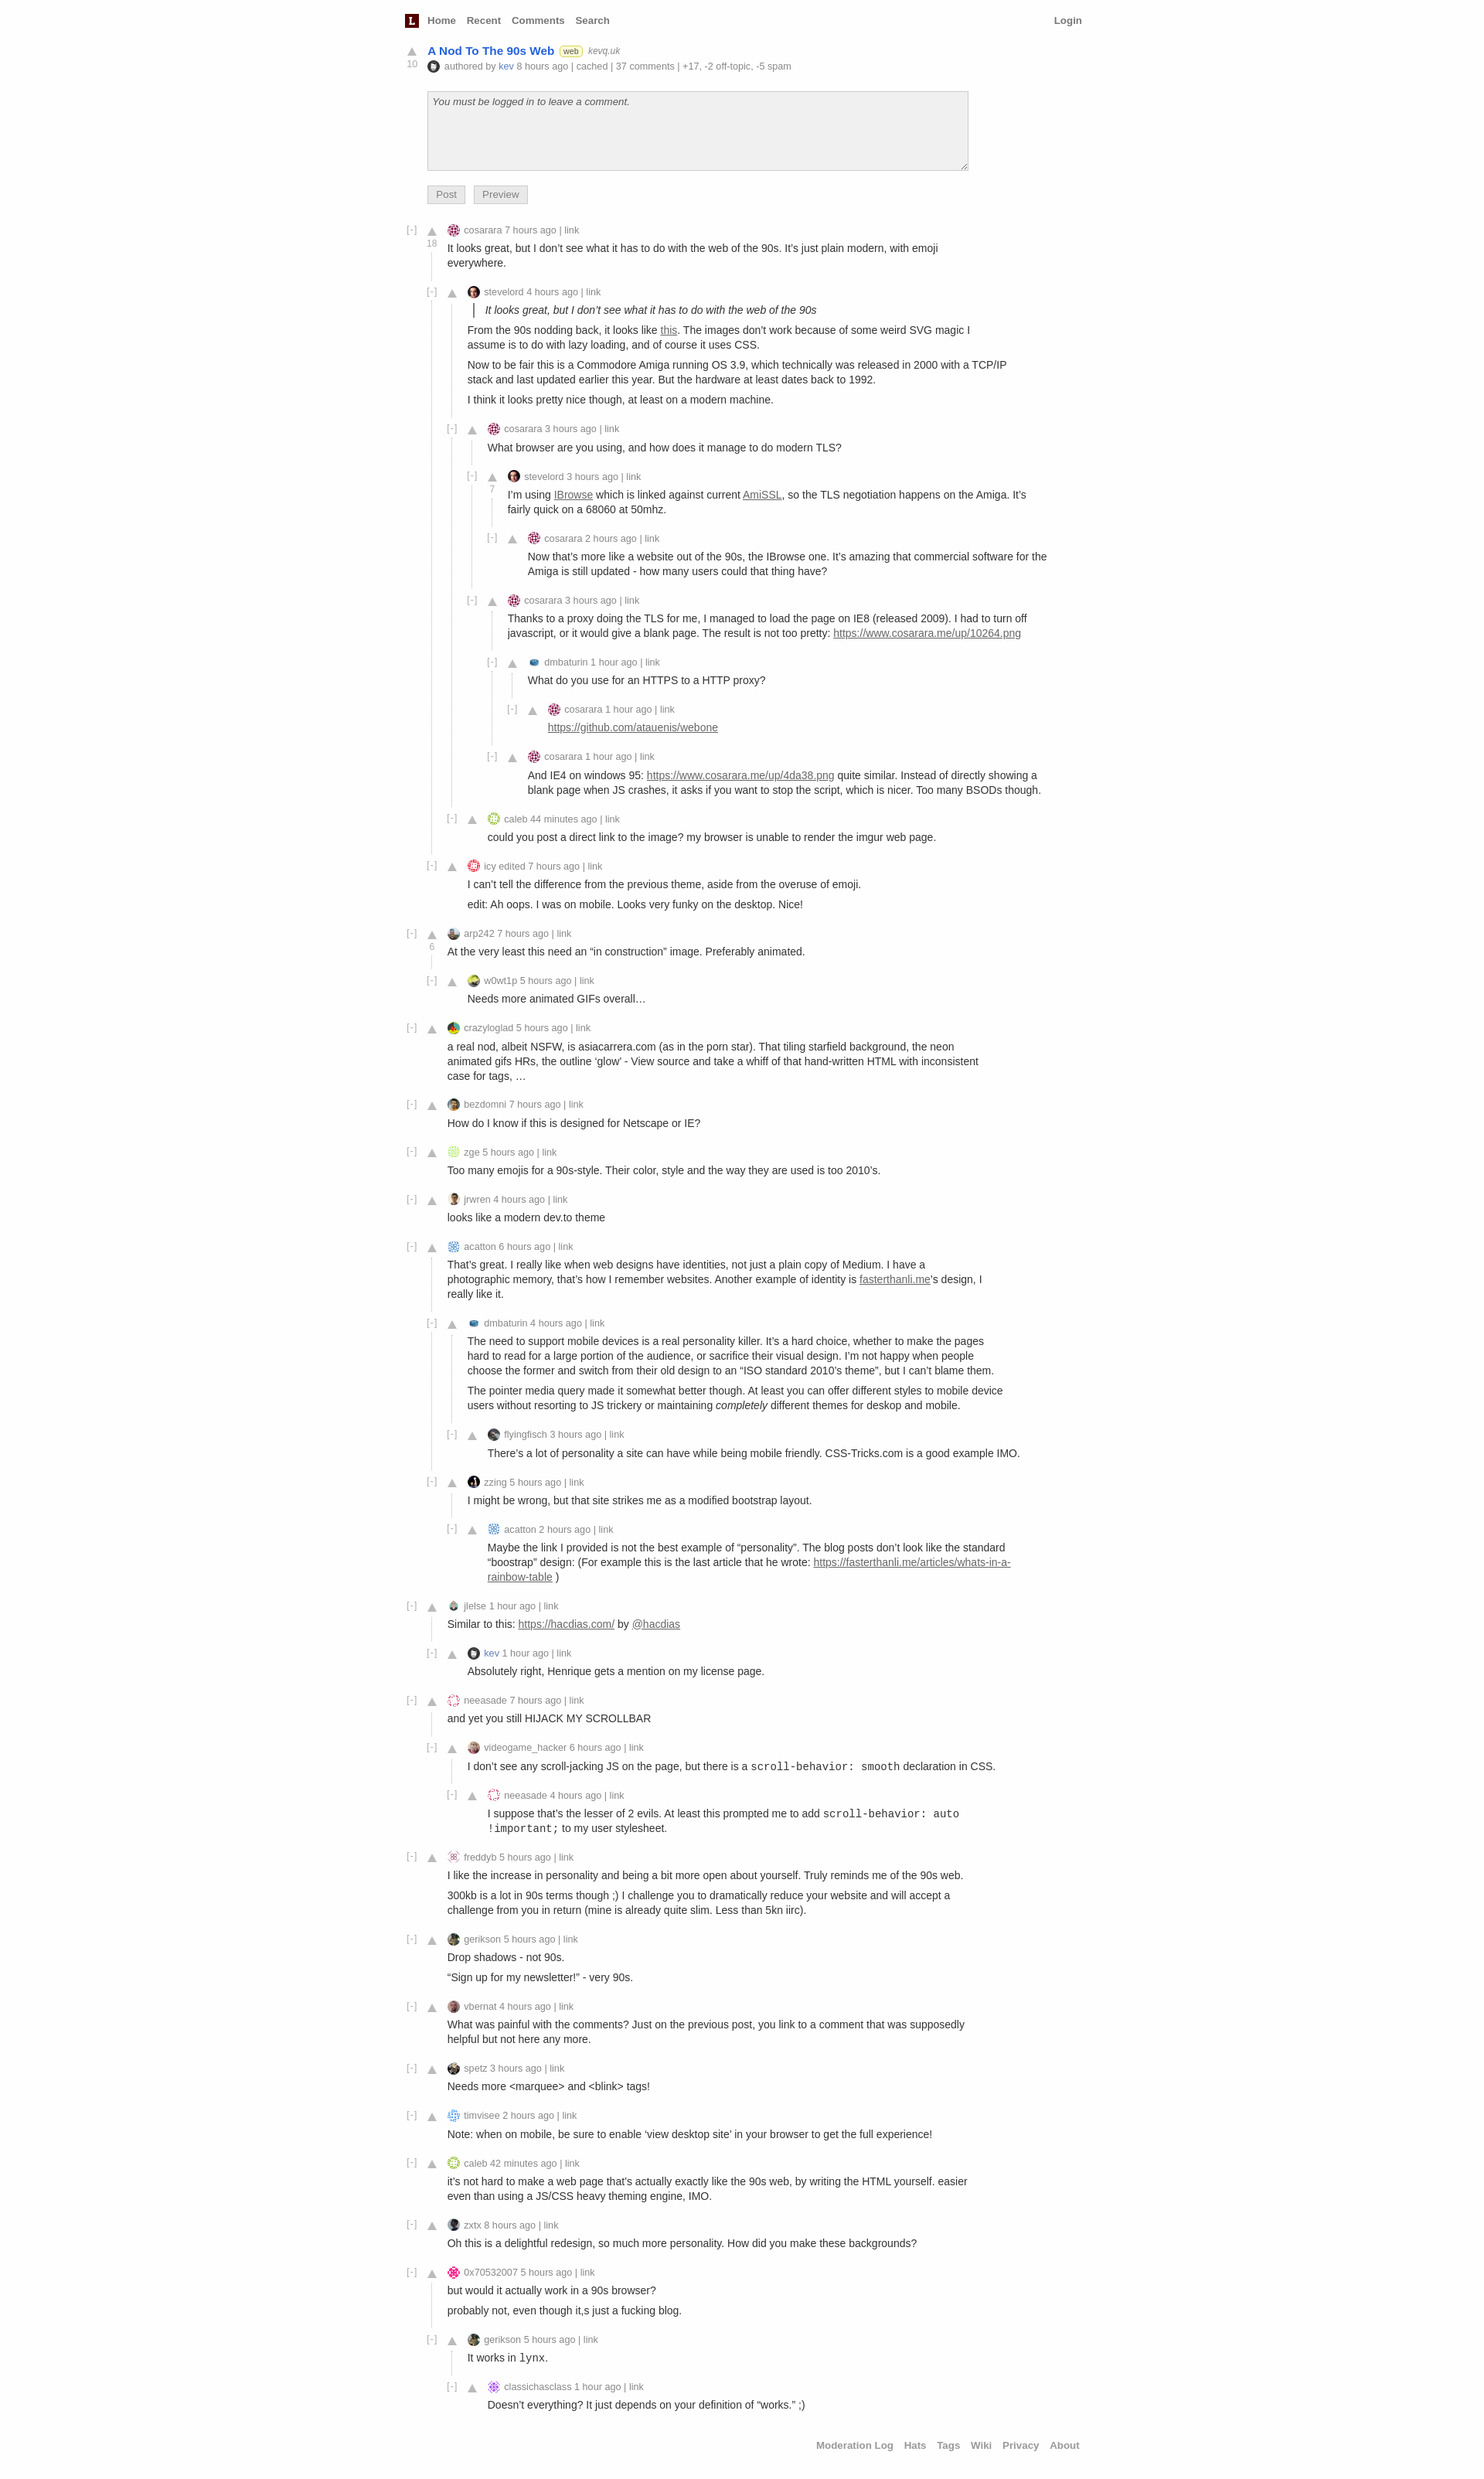 L Home Recent Comments Search Login
A Nod To The 90s Web web kevq.uk
10 authored by kev 8 hours ago | cached | 37 comments | +17, -2 off-topic, -5 spam
You must be logged in to leave a comment.
Post Preview
[-] cosarara 7 hours ago | link
18
It looks great, but I don’t see what it has to do with the web of the 90s. It’s just plain modern, with emoji
everywhere.
[-] stevelord 4 hours ago | link
It looks great, but I don’t see what it has to do with the web of the 90s
From the 90s nodding back, it looks like this. The images don’t work because of some weird SVG magic I
assume is to do with lazy loading, and of course it uses CSS.
Now to be fair this is a Commodore Amiga running OS 3.9, which technically was released in 2000 with a TCP/IP
stack and last updated earlier this year. But the hardware at least dates back to 1992.
I think it looks pretty nice though, at least on a modern machine.
[-] cosarara 3 hours ago | link
What browser are you using, and how does it manage to do modern TLS?
[-] stevelord 3 hours ago | link
7
I’m using IBrowse which is linked against current AmiSSL, so the TLS negotiation happens on the Amiga. It’s
fairly quick on a 68060 at 50mhz.
[-] cosarara 2 hours ago | link
Now that’s more like a website out of the 90s, the IBrowse one. It’s amazing that commercial software for the
Amiga is still updated - how many users could that thing have?
[-] cosarara 3 hours ago | link
Thanks to a proxy doing the TLS for me, I managed to load the page on IE8 (released 2009). I had to turn off
javascript, or it would give a blank page. The result is not too pretty: https://www.cosarara.me/up/10264.png
[-] dmbaturin 1 hour ago | link
What do you use for an HTTPS to a HTTP proxy?
[-] cosarara 1 hour ago | link
https://github.com/atauenis/webone
[-] cosarara 1 hour ago | link
And IE4 on windows 95: https://www.cosarara.me/up/4da38.png quite similar. Instead of directly showing a
blank page when JS crashes, it asks if you want to stop the script, which is nicer. Too many BSODs though.
[-] caleb 44 minutes ago | link
could you post a direct link to the image? my browser is unable to render the imgur web page.
[-] icy edited 7 hours ago | link
I can’t tell the difference from the previous theme, aside from the overuse of emoji.
edit: Ah oops. I was on mobile. Looks very funky on the desktop. Nice!
[-] arp242 7 hours ago | link
6
At the very least this need an “in construction” image. Preferably animated.
[-] w0wt1p 5 hours ago | link
Needs more animated GIFs overall…
[-] crazyloglad 5 hours ago | link
a real nod, albeit NSFW, is asiacarrera.com (as in the porn star). That tiling starfield background, the neon
animated gifs HRs, the outline ‘glow’ - View source and take a whiff of that hand-written HTML with inconsistent
case for tags, …
[-] bezdomni 7 hours ago | link
How do I know if this is designed for Netscape or IE?
[-] zge 5 hours ago | link
Too many emojis for a 90s-style. Their color, style and the way they are used is too 2010’s.
[-] jrwren 4 hours ago | link
looks like a modern dev.to theme
[-] acatton 6 hours ago | link
That’s great. I really like when web designs have identities, not just a plain copy of Medium. I have a
photographic memory, that’s how I remember websites. Another example of identity is fasterthanli.me’s design, I
really like it.
[-] dmbaturin 4 hours ago | link
The need to support mobile devices is a real personality killer. It’s a hard choice, whether to make the pages
hard to read for a large portion of the audience, or sacrifice their visual design. I’m not happy when people
choose the former and switch from their old design to an “ISO standard 2010’s theme”, but I can’t blame them.
The pointer media query made it somewhat better though. At least you can offer different styles to mobile device
users without resorting to JS trickery or maintaining completely different themes for deskop and mobile.
[-] flyingfisch 3 hours ago | link
There’s a lot of personality a site can have while being mobile friendly. CSS-Tricks.com is a good example IMO.
[-] zzing 5 hours ago | link
I might be wrong, but that site strikes me as a modified bootstrap layout.
[-] acatton 2 hours ago | link
Maybe the link I provided is not the best example of “personality”. The blog posts don’t look like the standard
“boostrap” design: (For example this is the last article that he wrote: https://fasterthanli.me/articles/whats-in-a-
rainbow-table )
[-] jlelse 1 hour ago | link
Similar to this: https://hacdias.com/ by @hacdias
[-] kev 1 hour ago | link
Absolutely right, Henrique gets a mention on my license page.
[-] neeasade 7 hours ago | link
and yet you still HIJACK MY SCROLLBAR
[-] videogame_hacker 6 hours ago | link
I don’t see any scroll-jacking JS on the page, but there is a scroll-behavior: smooth declaration in CSS.
[-] neeasade 4 hours ago | link
I suppose that’s the lesser of 2 evils. At least this prompted me to add scroll-behavior: auto
!important; to my user stylesheet.
[-] freddyb 5 hours ago | link
I like the increase in personality and being a bit more open about yourself. Truly reminds me of the 90s web.
300kb is a lot in 90s terms though ;) I challenge you to dramatically reduce your website and will accept a
challenge from you in return (mine is already quite slim. Less than 5kn iirc).
[-] gerikson 5 hours ago | link
Drop shadows - not 90s.
“Sign up for my newsletter!” - very 90s.
[-] vbernat 4 hours ago | link
What was painful with the comments? Just on the previous post, you link to a comment that was supposedly
helpful but not here any more.
[-] spetz 3 hours ago | link
Needs more <marquee> and <blink> tags!
[-] timvisee 2 hours ago | link
Note: when on mobile, be sure to enable ‘view desktop site’ in your browser to get the full experience!
[-] caleb 42 minutes ago | link
it’s not hard to make a web page that’s actually exactly like the 90s web, by writing the HTML yourself. easier
even than using a JS/CSS heavy theming engine, IMO.
[-] zxtx 8 hours ago | link
Oh this is a delightful redesign, so much more personality. How did you make these backgrounds?
[-] 0x70532007 5 hours ago | link
but would it actually work in a 90s browser?
probably not, even though it,s just a fucking blog.
[-] gerikson 5 hours ago | link
It works in lynx.
[-] classichasclass 1 hour ago | link
Doesn’t everything? It just depends on your definition of “works.” ;)
Moderation Log Hats Tags Wiki Privacy About